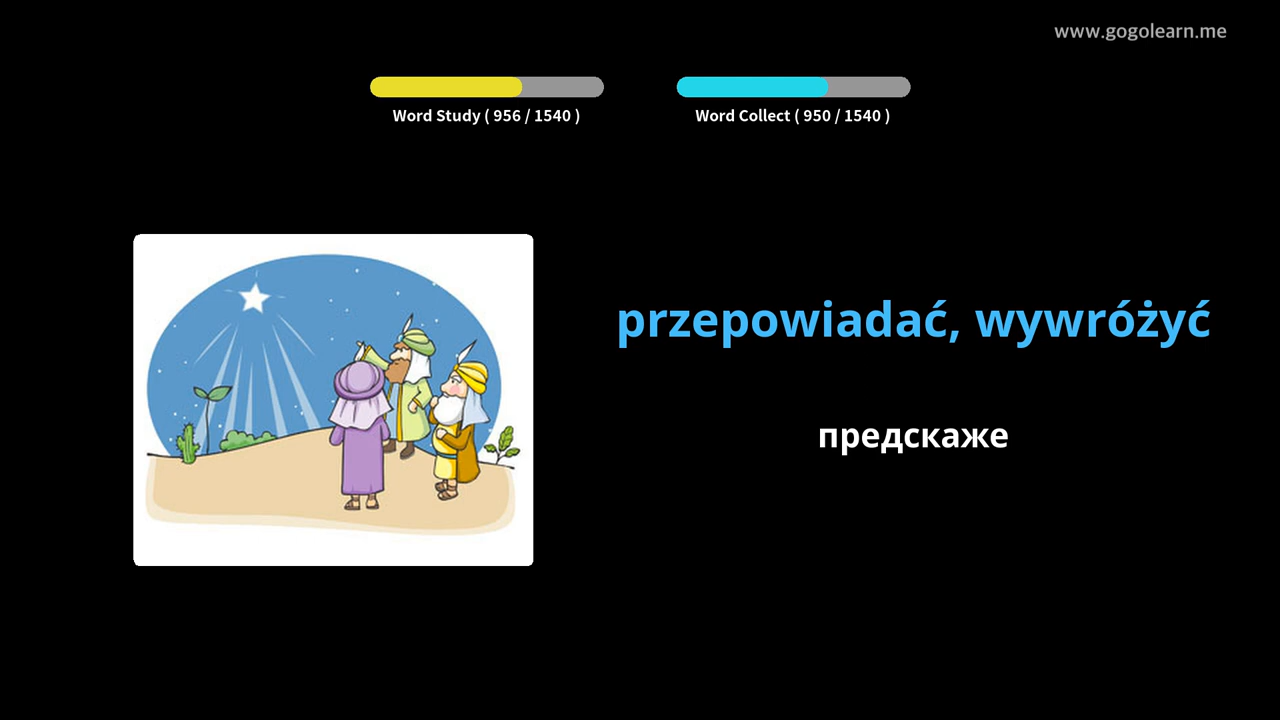 www.gogolearn.me
Word Study ( 956 / 1540 )
Word Collect ( 950 / 1540 )
przepowiadać, wywróżyć
предскаже